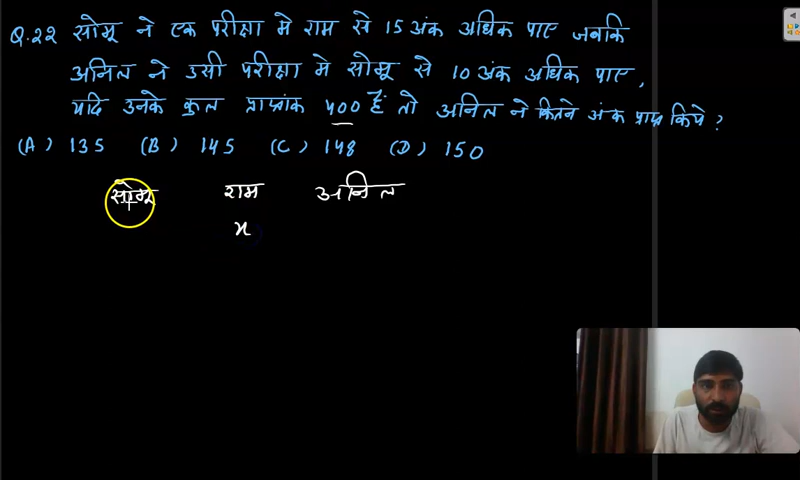 Q.22 सोमू ने एक परीक्षा मे राम से 15 अंक अधिक पाए जबकि
अनिल ने उसी परीक्षा मे सोमू से 10 अंक अधिक पाए,
यदि उनके कुल प्राप्तांक 400 हैं तो अनिल ने कितने अंक प्राप्त किये ?
(A) 135 (B) 145 (C) 148 (D) 150
सोमू राम अनिल
x